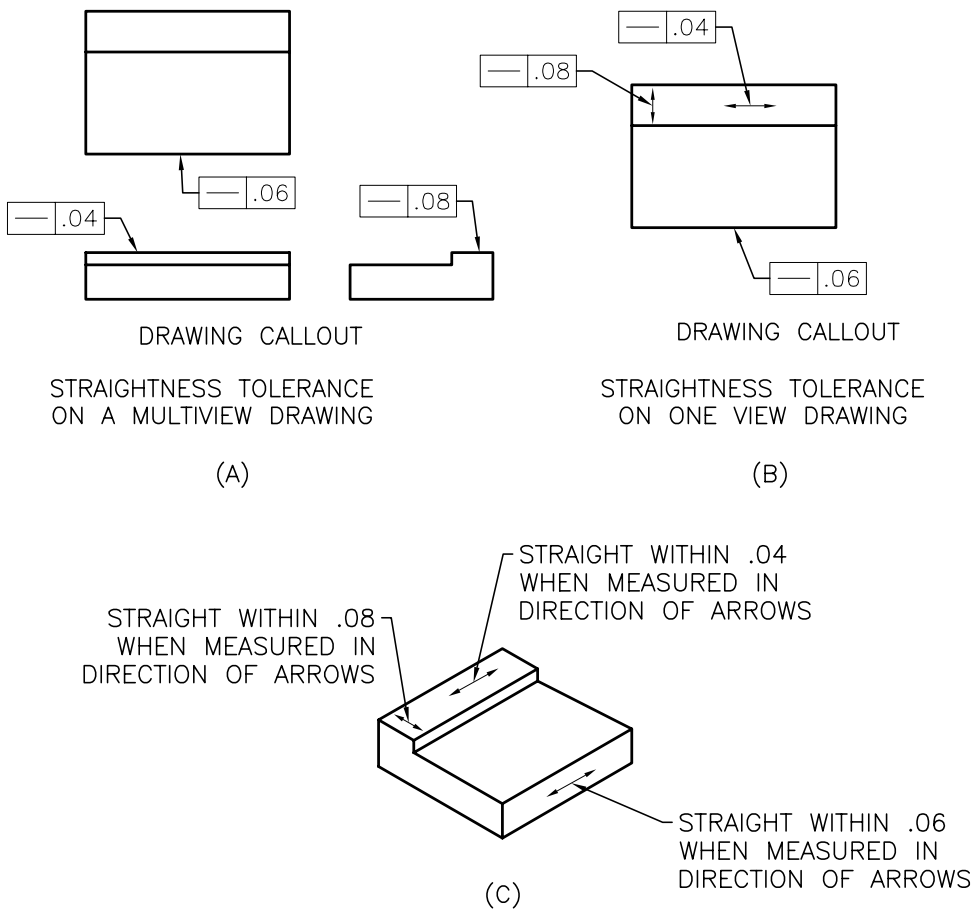 .04
.08
.06
.04
.08
.06
DRAWING CALLOUT
STRAIGHTNESS TOLERANCE
ON A MULTIVIEW DRAWING
(A)
DRAWING CALLOUT
STRAIGHTNESS TOLERANCE
ON ONE VIEW DRAWING
(B)
STRAIGHT WITHIN .04
WHEN MEASURED IN
DIRECTION OF ARROWS
STRAIGHT WITHIN .08
WHEN MEASURED IN
DIRECTION OF ARROWS
STRAIGHT WITHIN .06
WHEN MEASURED IN
DIRECTION OF ARROWS
(C)